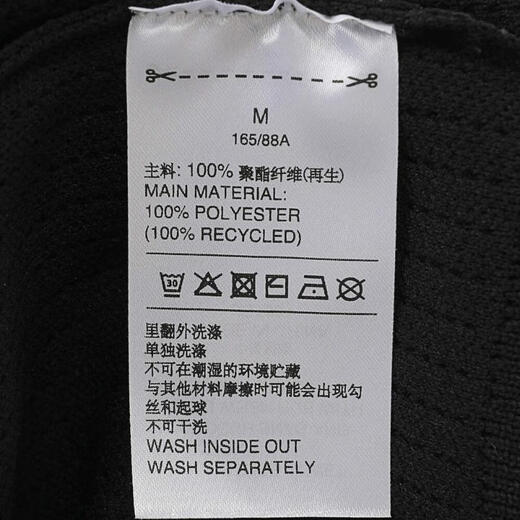 M
165/88A
主料: 100% 聚酯纤维(再生)
MAIN MATERIAL:
100% POLYESTER
(100% RECYCLED)
30
里翻外洗涤
单独洗涤
不可在潮湿的环境贮藏
与其他材料摩擦时可能会出现勾
丝和起球
不可干洗
WASH INSIDE OUT
WASH SEPARATELY